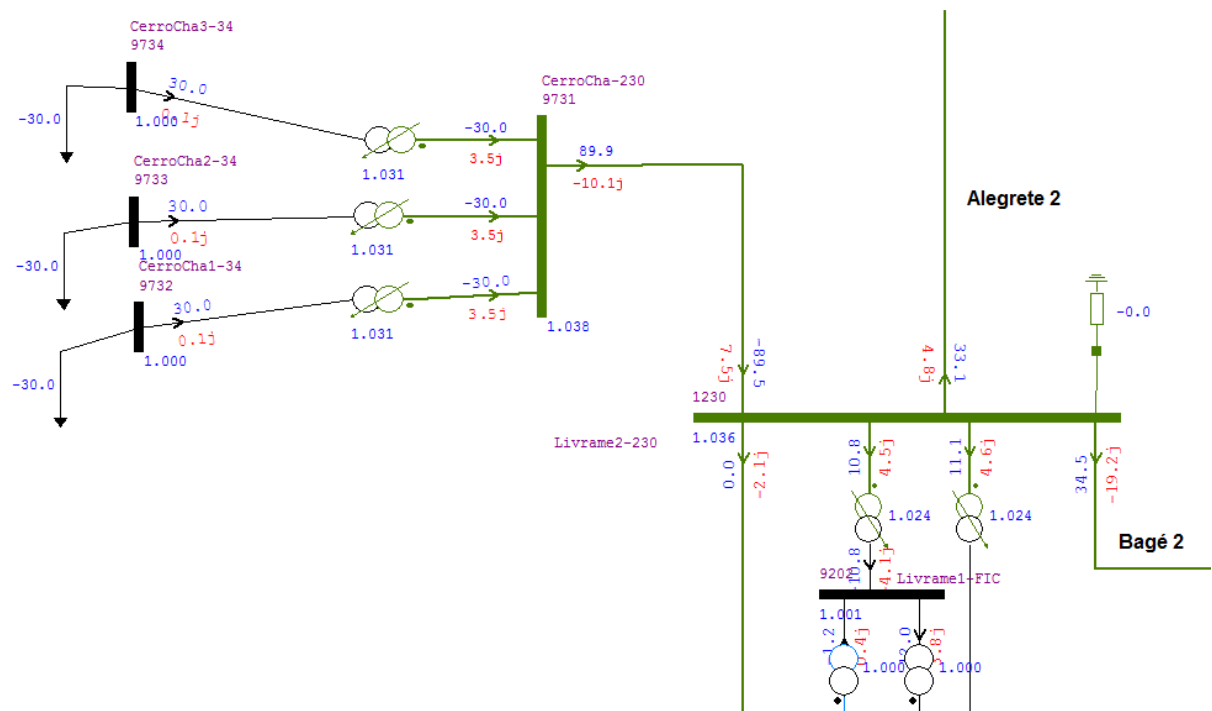 CerroCha3-34
9734
30.0
0.1j
-30.0
1.000
1.031
-30.0
3.5j
CerroCha-230
9731
89.9
-10.1j
CerroCha2-34
9733
30.0
0.1j
-30.0
1.000
1.031
-30.0
3.5j
CerroCha1-34
9732
30.0
0.1j
-30.0
1.000
1.031
-30.0
3.5j
1.038
Alegrete 2
-0.0
-89.5
7.5j
33.1
4.8j
1230
Livrame2-230
1.036
0.0
-2.1j
10.8
4.5j
1.024
11.1
4.6j
1.024
34.5
-19.2j
Bagé 2
-10.8
-4.1j
9202
Livrame1-FIC
1.001
1.000
1.000